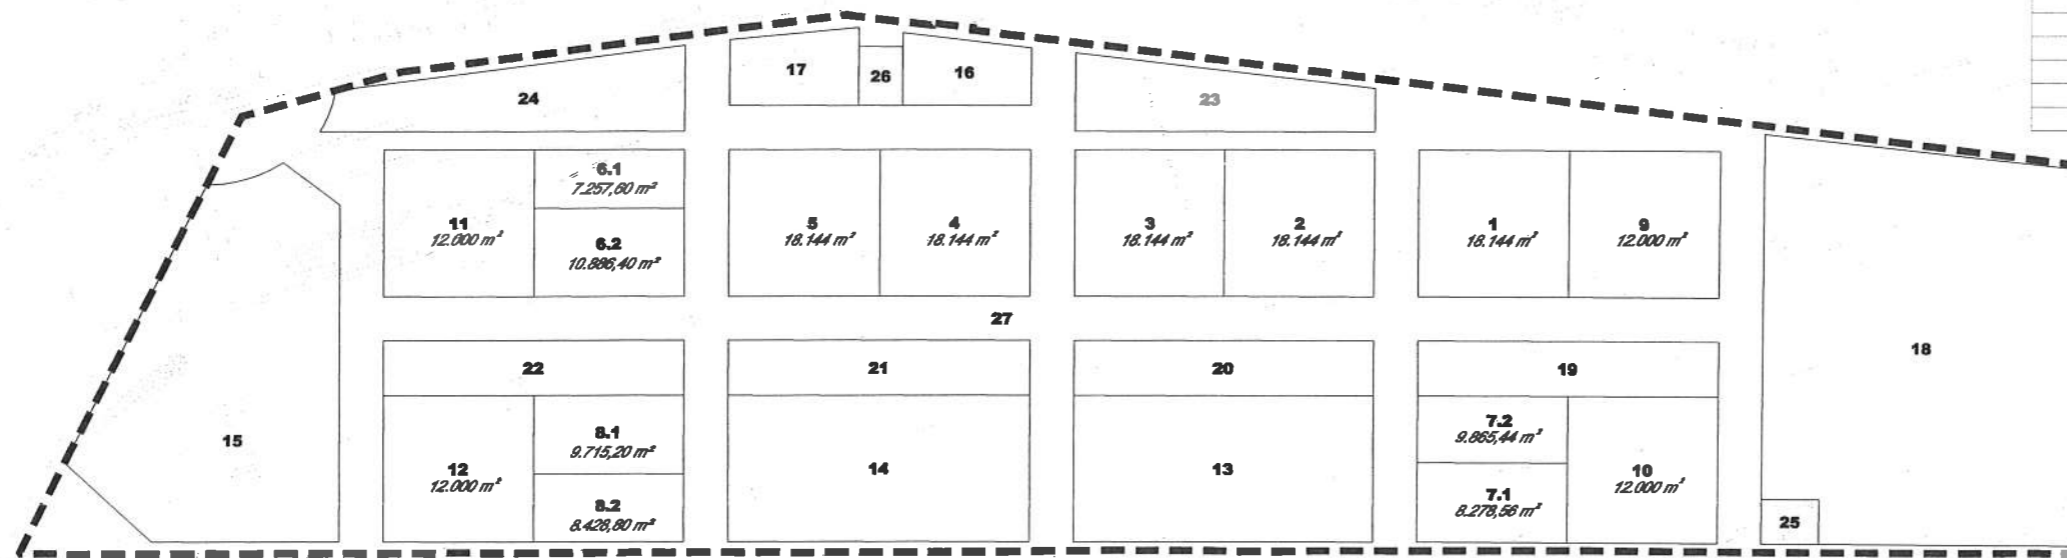 17
26
16
24
23
6.1
7.257,60 m²
11
12.000 m²
6.2
10.886,40 m²
5
18.144 m²
4
18.144 m²
3
18.144 m²
2
18.144 m²
1
18.144 m²
9
12.000 m²
27
18
22
21
20
19
15
8.1
9.715,20 m²
12
12.000 m²
8.2
8.428,80 m²
14
13
7.2
9.865,44 m²
7.1
8.278,56 m²
10
12.000 m²
25